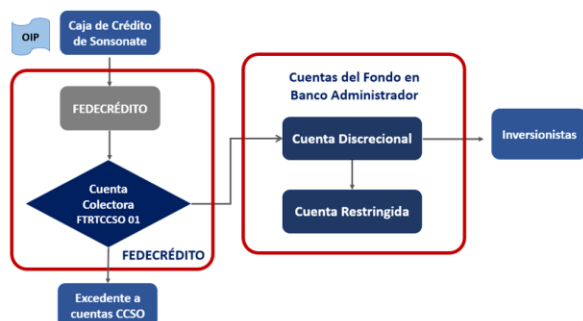 OIP
Caja de Crédito
de Sonsonate
FEDECRÉDITO
Cuenta
Colectora
FTRTCCSO 01
FEDECRÉDITO
Excedente a
cuentas CCSO
Cuentas del Fondo en
Banco Administrador
Cuenta Discrecional
Cuenta Restringida
Inversionistas